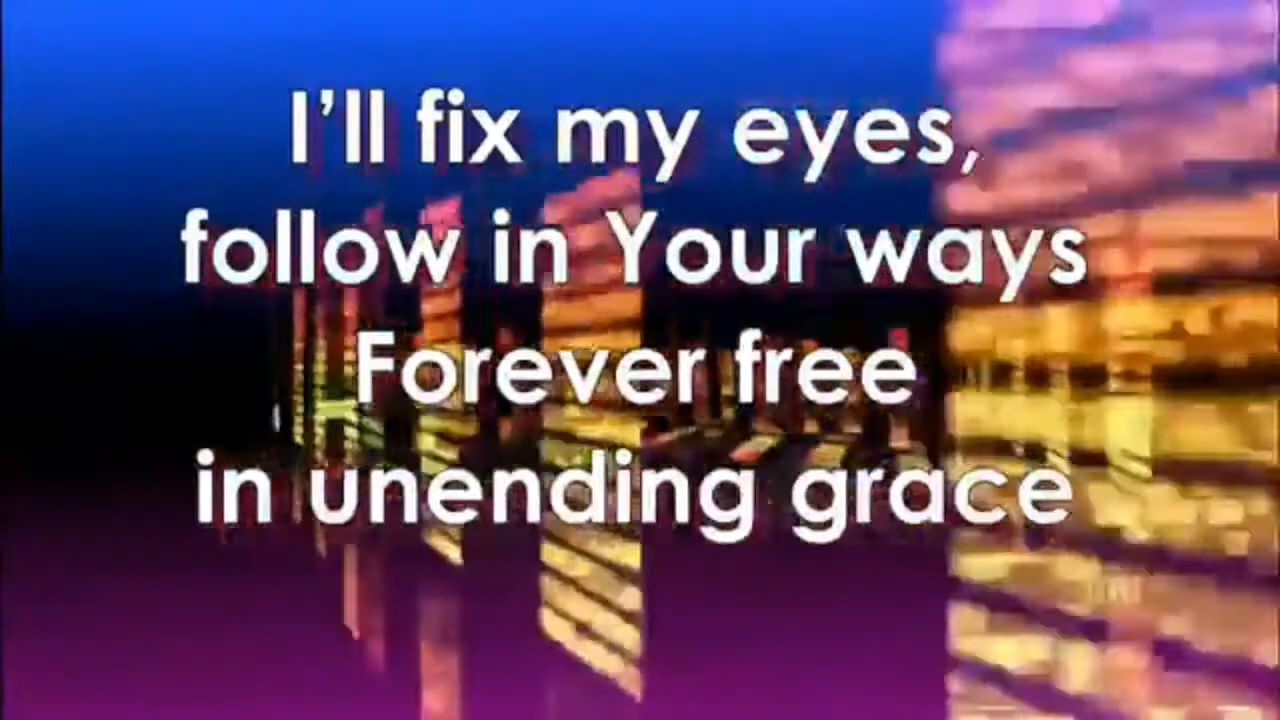 I’ll fix my eyes,
follow in Your ways
Forever free
in unending grace